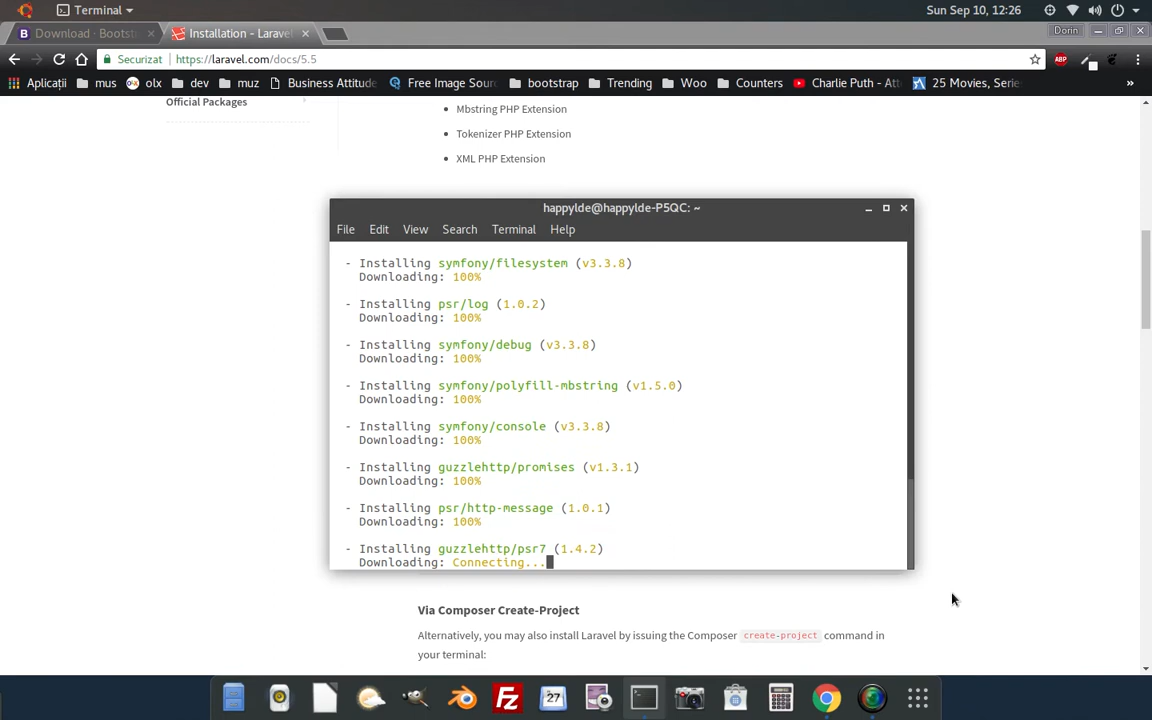 Terminal
Sun Sep 10, 12:26
Download · Bootst
Installation - Laravel
Dorin
Securizat
https://laravel.com/docs/5.5
ABP
Aplicații
mus
olx
dev
muz
Business Attitude
Free Image Sour
bootstrap
Trending
Woo
Counters
Charlie Puth - Att
25 Movies, Serie
»
Official Packages
Mbstring PHP Extension
Tokenizer PHP Extension
XML PHP Extension
happylde@happylde-P5QC: ~
File Edit View Search Terminal Help
- Installing symfony/filesystem (v3.3.8)
Downloading: 100%
- Installing psr/log (1.0.2)
Downloading: 100%
- Installing symfony/debug (v3.3.8)
Downloading: 100%
- Installing symfony/polyfill-mbstring (v1.5.0)
Downloading: 100%
- Installing symfony/console (v3.3.8)
Downloading: 100%
- Installing guzzlehttp/promises (v1.3.1)
Downloading: 100%
- Installing psr/http-message (1.0.1)
Downloading: 100%
- Installing guzzlehttp/psr7 (1.4.2)
Downloading: Connecting...
Via Composer Create-Project
Alternatively, you may also install Laravel by issuing the Composer create-project command in
your terminal:
Fz
27